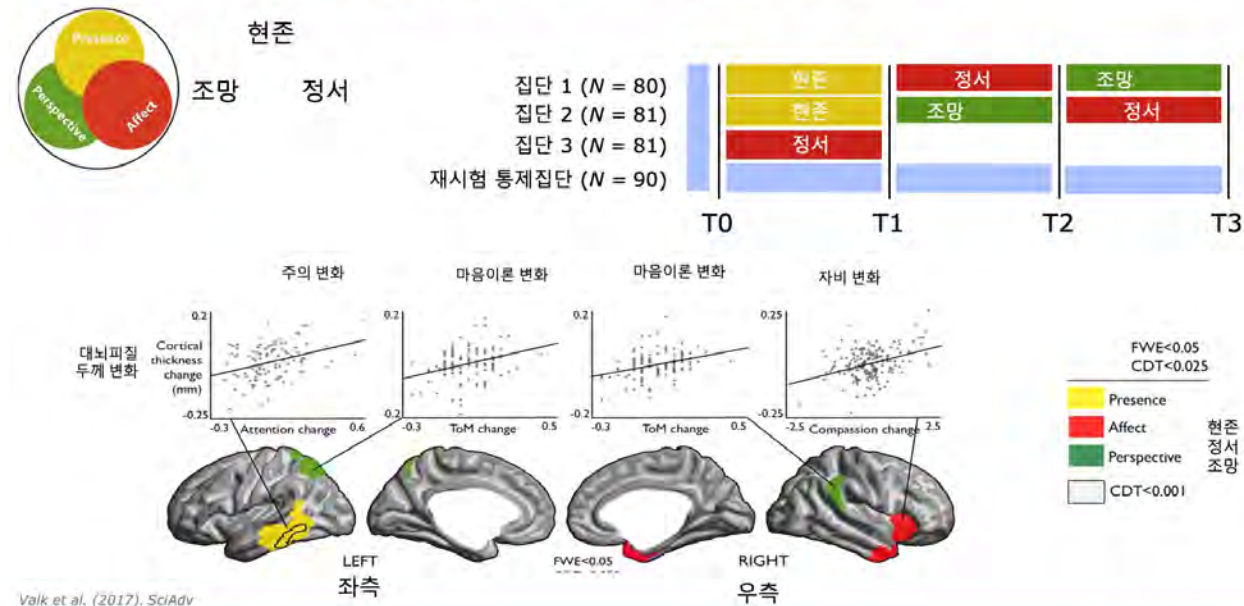 Presence
Perspective
Affect
현존
조망
정서
집단 1 (N = 80)
현존
정서
조망
집단 2 (N = 81)
현존
조망
정서
집단 3 (N = 81)
정서
재시험 통제집단 (N = 90)
T0
T1
T2
T3
주의 변화
마음이론 변화
마음이론 변화
자비 변화
대뇌피질
두께 변화
0.2
Cortical
thickness
change
(mm)
-0.25
-0.3
Attention change
0.6
0.2
-0.2
-0.3
ToM change
0.5
0.2
-0.2
-0.3
ToM change
0.5
0.25
-0.25
-2.5
Compassion change
2.5
FWE<0.05
CDT<0.025
Presence
Affect
Perspective
CDT<0.001
현존
정서
조망
LEFT
좌측
FWE<0.05
RIGHT
우측
Valk et al. (2017). SciAdv